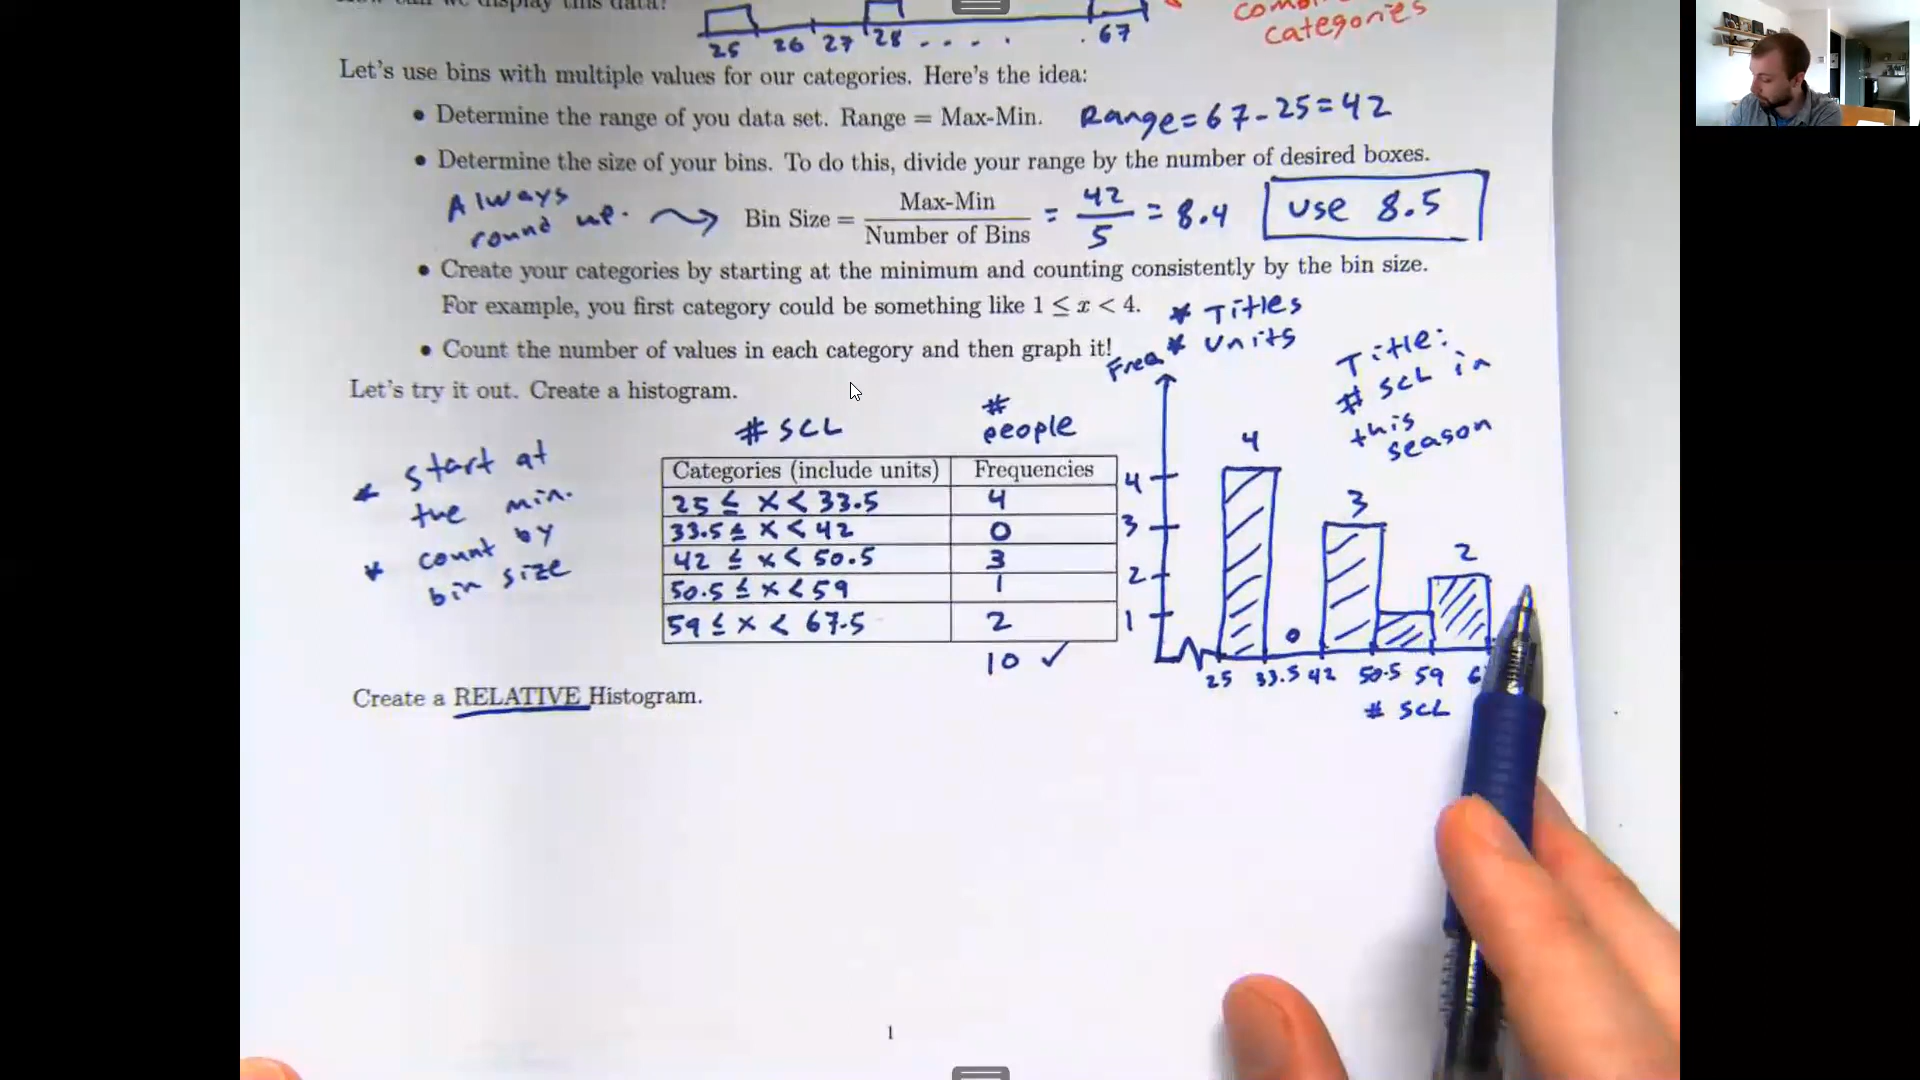 How can we display this data?
25 26 27 28 . . . . . 67
categories
Let's use bins with multiple values for our categories. Here's the idea:
• Determine the range of you data set. Range = Max-Min. Range = 67 - 25 = 42
• Determine the size of your bins. To do this, divide your range by the number of desired boxes.
Always
round up.
Bin Size = Max-Min / Number of Bins = 42 / 5 = 8.4
use 8.5
• Create your categories by starting at the minimum and counting consistently by the bin size.
For example, you first category could be something like 1 ≤ x < 4.
* Titles
* Units
• Count the number of values in each category and then graph it!
Let's try it out. Create a histogram.
* start at
the min.
* count by
bin size
# SCL # people
Categories (include units) Frequencies
25 ≤ x < 33.5 4
33.5 ≤ x < 42 0
42 ≤ x < 50.5 3
50.5 ≤ x < 59 1
59 ≤ x < 67.5 2
10 ✓
Freq
Title:
# SCL in
this
season
4
3
2
1
4 0 3 2
25 33.5 42 50.5 59
# SCL
Create a RELATIVE Histogram.
1